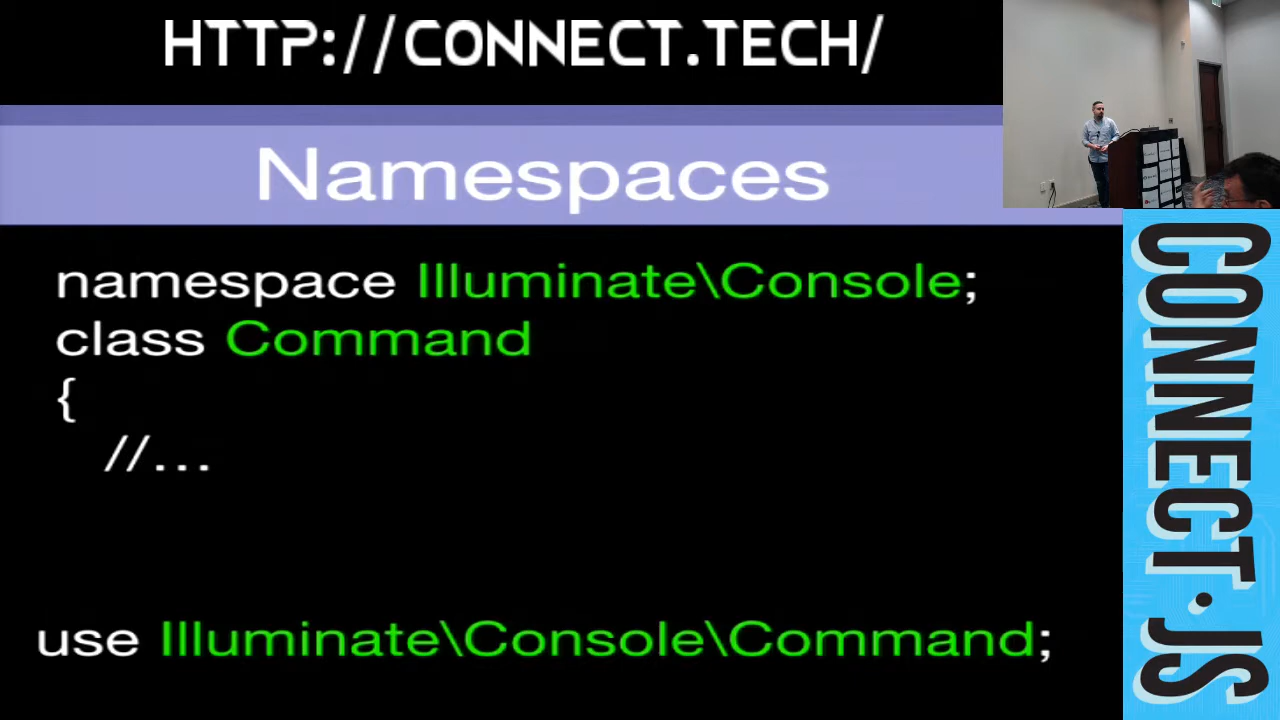 HTTP://CONNECT.TECH/
Namespaces
namespace Illuminate\Console;
class Command
{
//...
use Illuminate\Console\Command;
CONNECT.JS